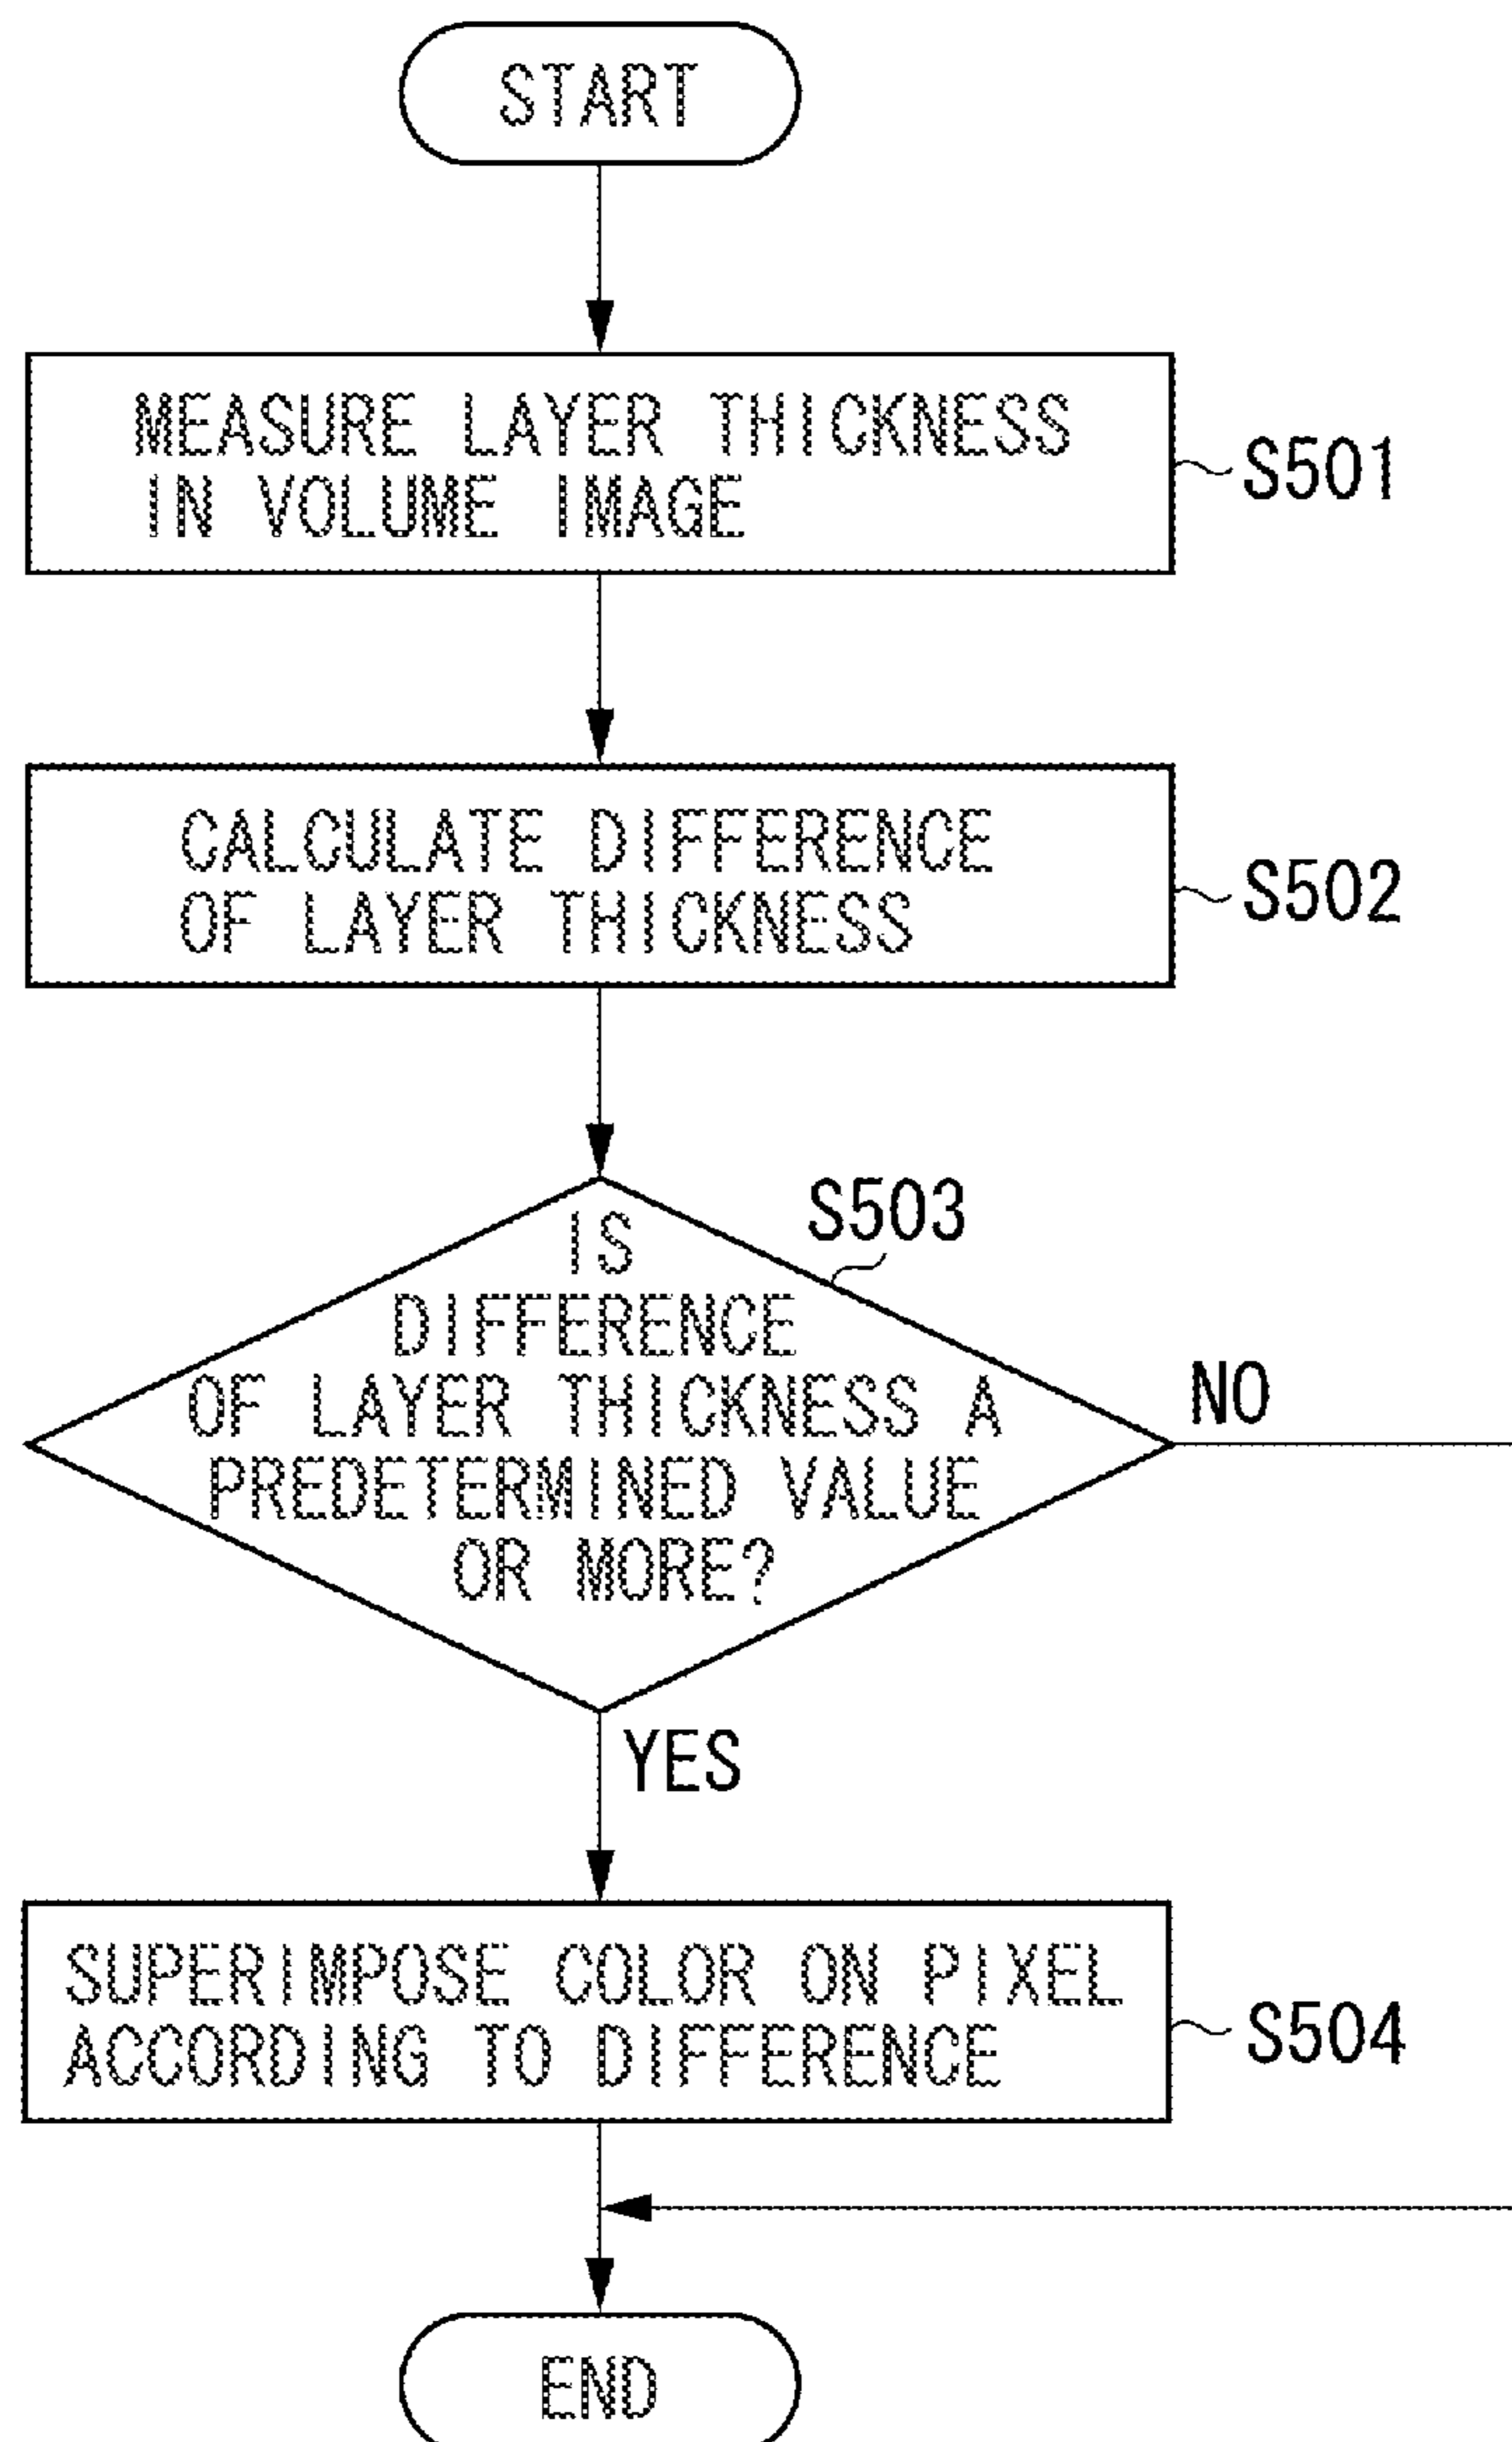 START
MEASURE LAYER THICKNESS
IN VOLUME IMAGE
S501
CALCULATE DIFFERENCE
OF LAYER THICKNESS
S502
S503
IS
DIFFERENCE
OF LAYER THICKNESS A
PREDETERMINED VALUE
OR MORE?
NO
YES
SUPERIMPOSE COLOR ON PIXEL
ACCORDING TO DIFFERENCE
S504
END